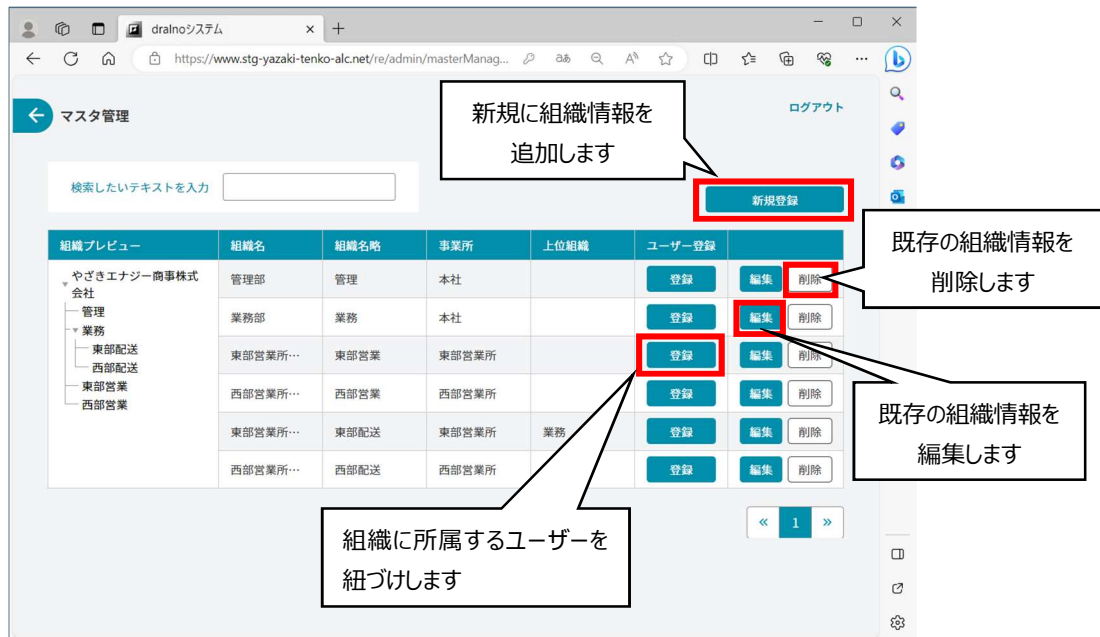 dralnoシステム
https://www.stg-yazaki-tenko-alc.net/re/admin/masterManag...
マスタ管理
ログアウト
新規に組織情報を
追加します
検索したいテキストを入力
新規登録
既存の組織情報を
削除します
組織プレビュー 組織名 組織名略 事業所 上位組織 ユーザー登録
やざきエナジー商事株式
会社
管理
業務
東部配送
西部配送
東部営業
西部営業
管理部 管理 本社 登録 編集 削除
業務部 業務 本社 登録 編集 削除
東部営業所… 東部営業 東部営業所 登録 編集 削除
西部営業所… 西部営業 西部営業所 登録 編集 削除
東部営業所… 東部配送 東部営業所 業務 登録 編集 削除
西部営業所… 西部配送 西部営業所 登録 編集 削除
既存の組織情報を
編集します
« 1 »
組織に所属するユーザーを
紐づけします